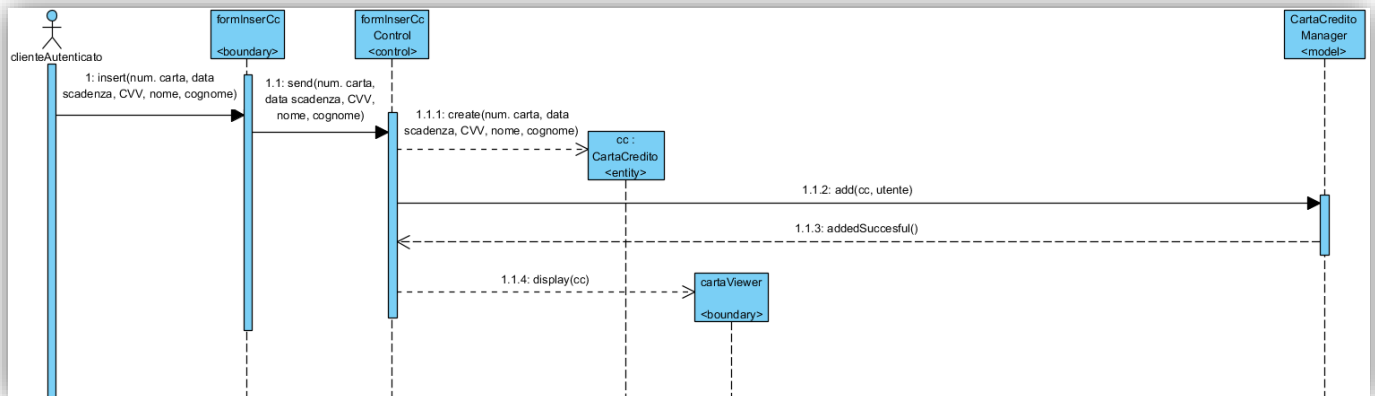 clienteAutenticato
formInserCc
<boundary>
formInserCc
Control
<control>
CartaCredito
Manager
<model>
1: insert(num. carta, data
scadenza, CVV, nome, cognome)
1.1: send(num. carta,
data scadenza, CVV,
nome, cognome)
1.1.1: create(num. carta, data
scadenza, CVV, nome, cognome)
cc :
CartaCredito
<entity>
1.1.2: add(cc, utente)
1.1.3: addedSuccesful()
1.1.4: display(cc)
cartaViewer
<boundary>